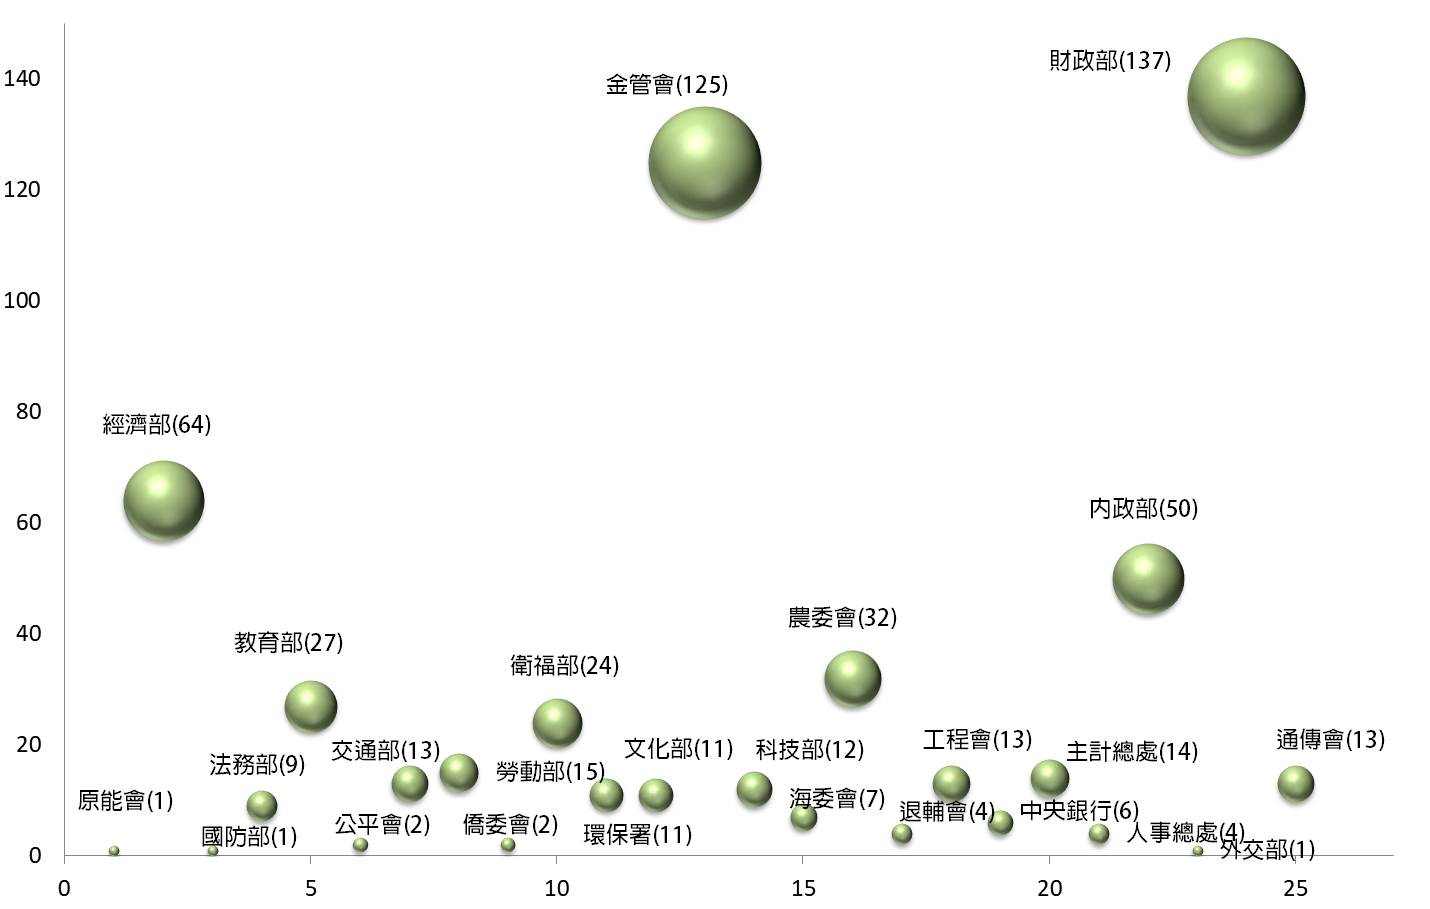 140
120
100
80
60
40
20
0
0
5
10
15
20
25
財政部(137)
金管會(125)
經濟部(64)
内政部(50)
農委會(32)
教育部(27)
衛福部(24)
交通部(13)
文化部(11)
科技部(12)
工程會(13)
主計總處(14)
通傳會(13)
法務部(9)
勞動部(15)
原能會(1)
海委會(7)
退輔會(4)
中央銀行(6)
國防部(1)
公平會(2)
僑委會(2)
環保署(11)
人事總處(4)
外交部(1)